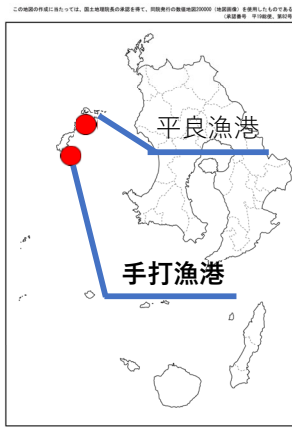 この地図の作成に当たっては、国土地理院長の承認を得て、同院発行の数値地図200000（地図画像）を使用したものである
（承認番号 平19総使、第82号
平良漁港
手打漁港